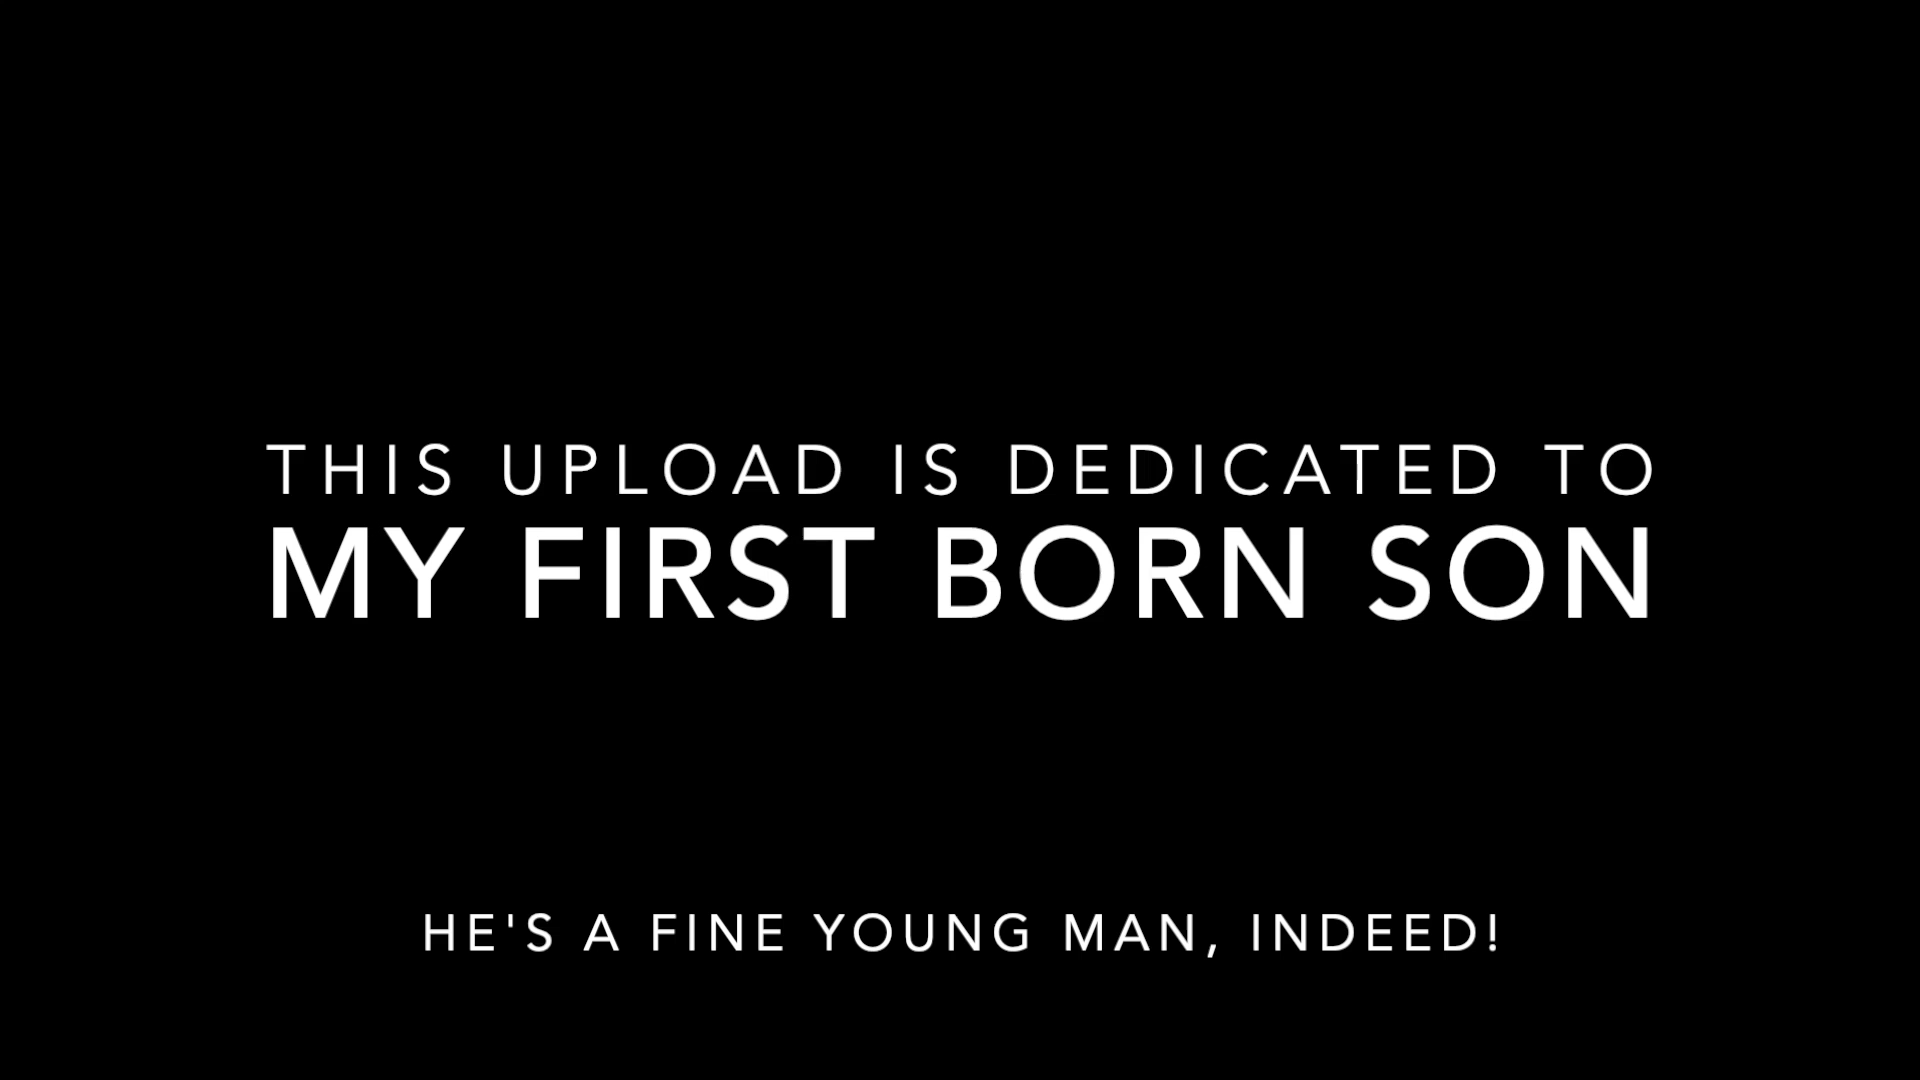 THIS UPLOAD IS DEDICATED TO
MY FIRST BORN SON
HE'S A FINE YOUNG MAN, INDEED!